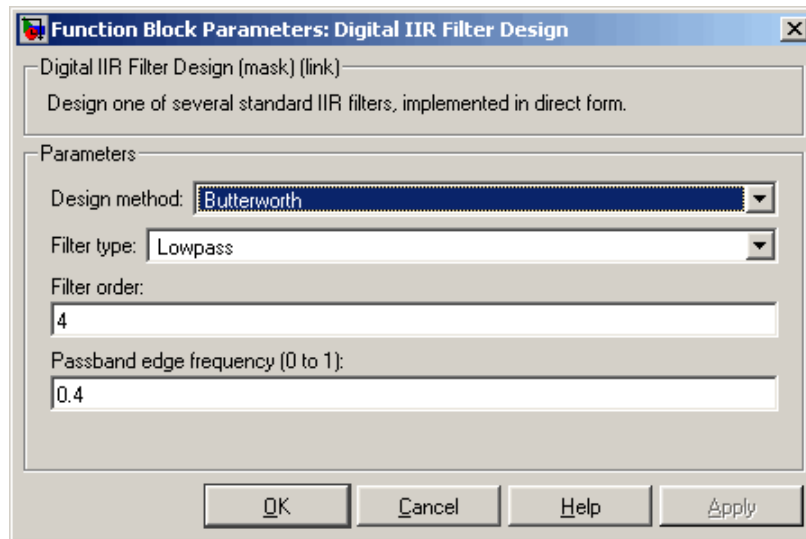 Function Block Parameters: Digital IIR Filter Design
Digital IIR Filter Design (mask) (link)
Design one of several standard IIR filters, implemented in direct form.
Parameters
Design method: Butterworth
Filter type: Lowpass
Filter order:
4
Passband edge frequency (0 to 1):
0.4
OK Cancel Help Apply